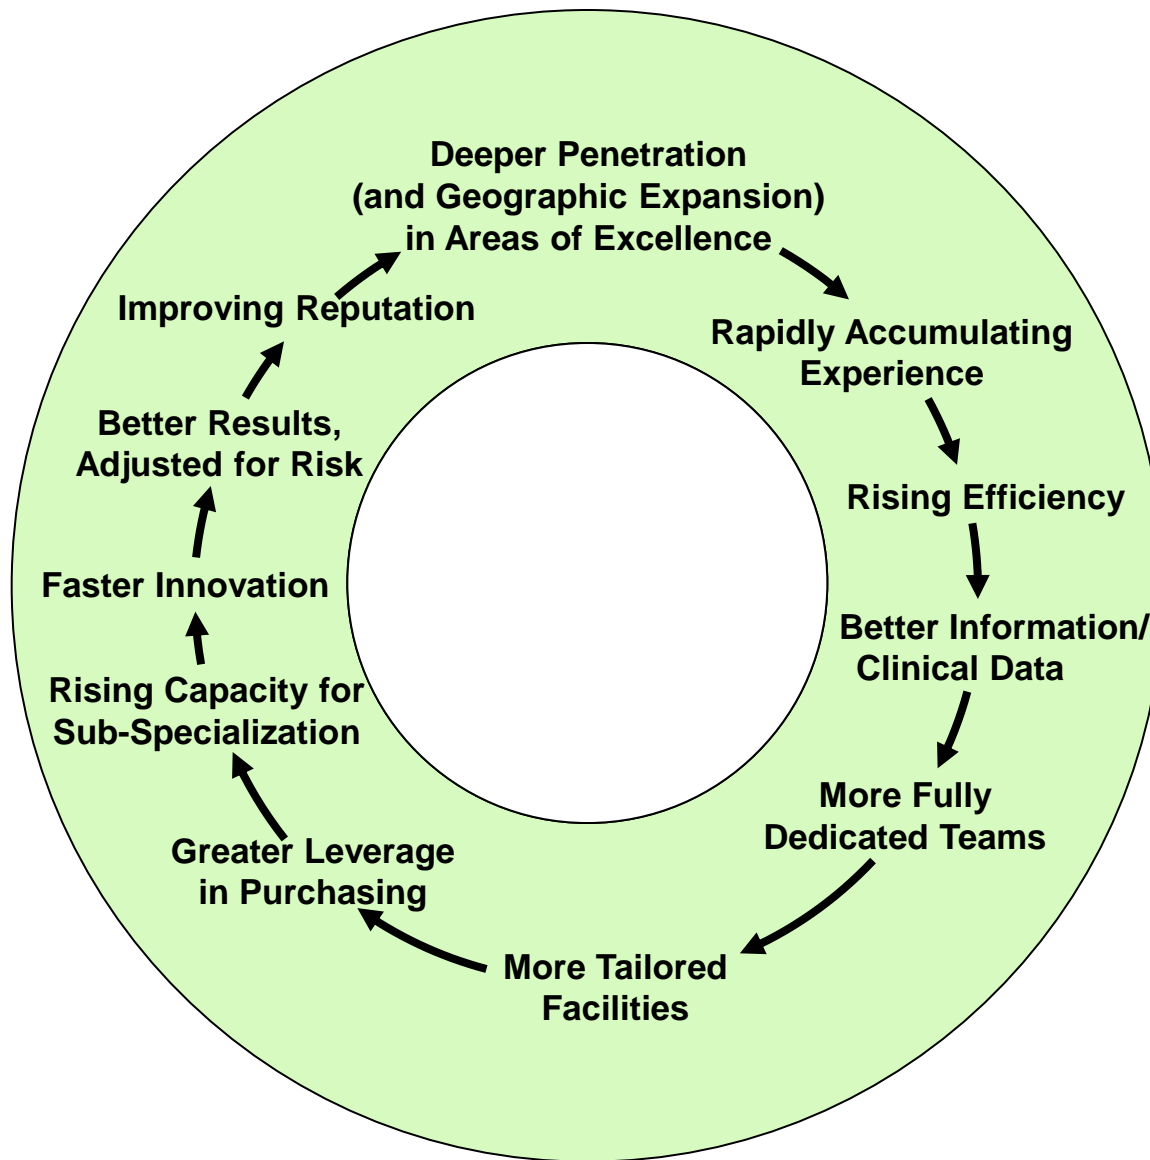 Deeper Penetration
(and Geographic Expansion)
in Areas of Excellence
Rapidly Accumulating
Experience
Rising Efficiency
Better Information/
Clinical Data
More Fully
Dedicated Teams
More Tailored
Facilities
Greater Leverage
in Purchasing
Rising Capacity for
Sub-Specialization
Faster Innovation
Better Results,
Adjusted for Risk
Improving Reputation